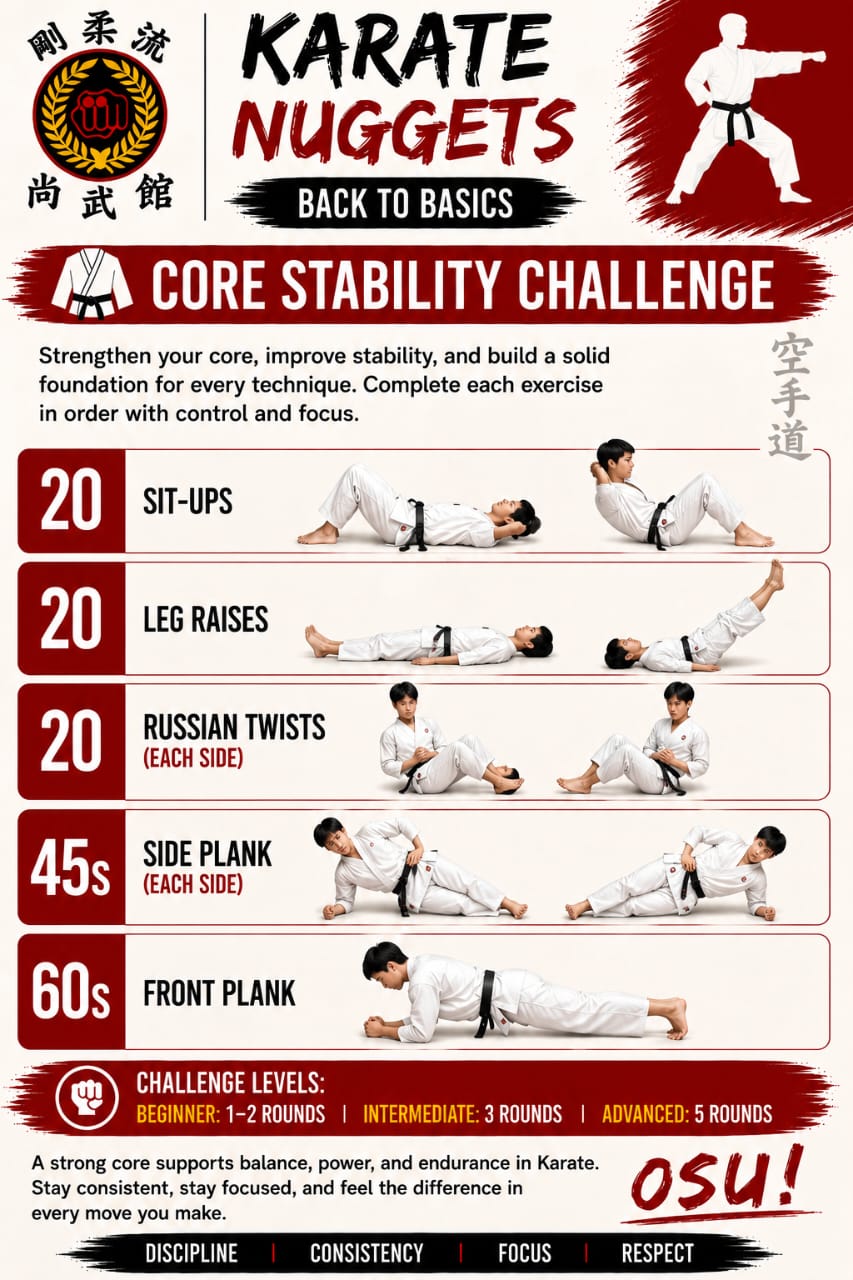 剛柔流
尚武館
KARATE
NUGGETS
BACK TO BASICS
CORE STABILITY CHALLENGE
Strengthen your core, improve stability, and build a solid
foundation for every technique. Complete each exercise
in order with control and focus.
空手道
20
SIT-UPS
20
LEG RAISES
20
RUSSIAN TWISTS
(EACH SIDE)
45s
SIDE PLANK
(EACH SIDE)
60s
FRONT PLANK
CHALLENGE LEVELS:
BEGINNER: 1–2 ROUNDS | INTERMEDIATE: 3 ROUNDS | ADVANCED: 5 ROUNDS
A strong core supports balance, power, and endurance in Karate.
Stay consistent, stay focused, and feel the difference in
every move you make.
OSU!
DISCIPLINE | CONSISTENCY | FOCUS | RESPECT